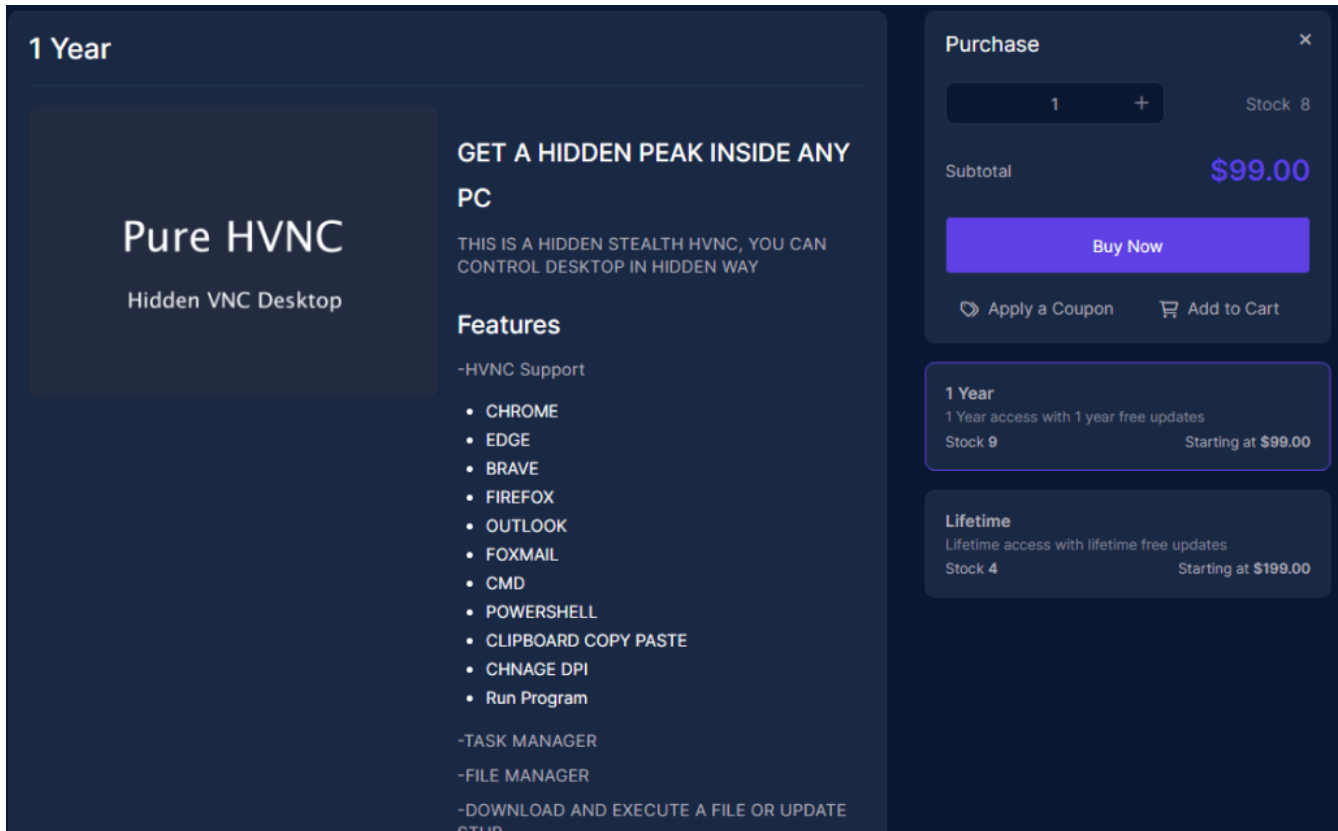 1 Year
Pure HVNC
Hidden VNC Desktop
GET A HIDDEN PEAK INSIDE ANY
PC
THIS IS A HIDDEN STEALTH HVNC, YOU CAN
CONTROL DESKTOP IN HIDDEN WAY
Features
-HVNC Support
• CHROME
• EDGE
• BRAVE
• FIREFOX
• OUTLOOK
• FOXMAIL
• CMD
• POWERSHELL
• CLIPBOARD COPY PASTE
• CHNAGE DPI
• Run Program
-TASK MANAGER
-FILE MANAGER
-DOWNLOAD AND EXECUTE A FILE OR UPDATE
STUB
Purchase ×
1 + Stock 8
Subtotal $99.00
Buy Now
Apply a Coupon Add to Cart
1 Year
1 Year access with 1 year free updates
Stock 9 Starting at $99.00
Lifetime
Lifetime access with lifetime free updates
Stock 4 Starting at $199.00